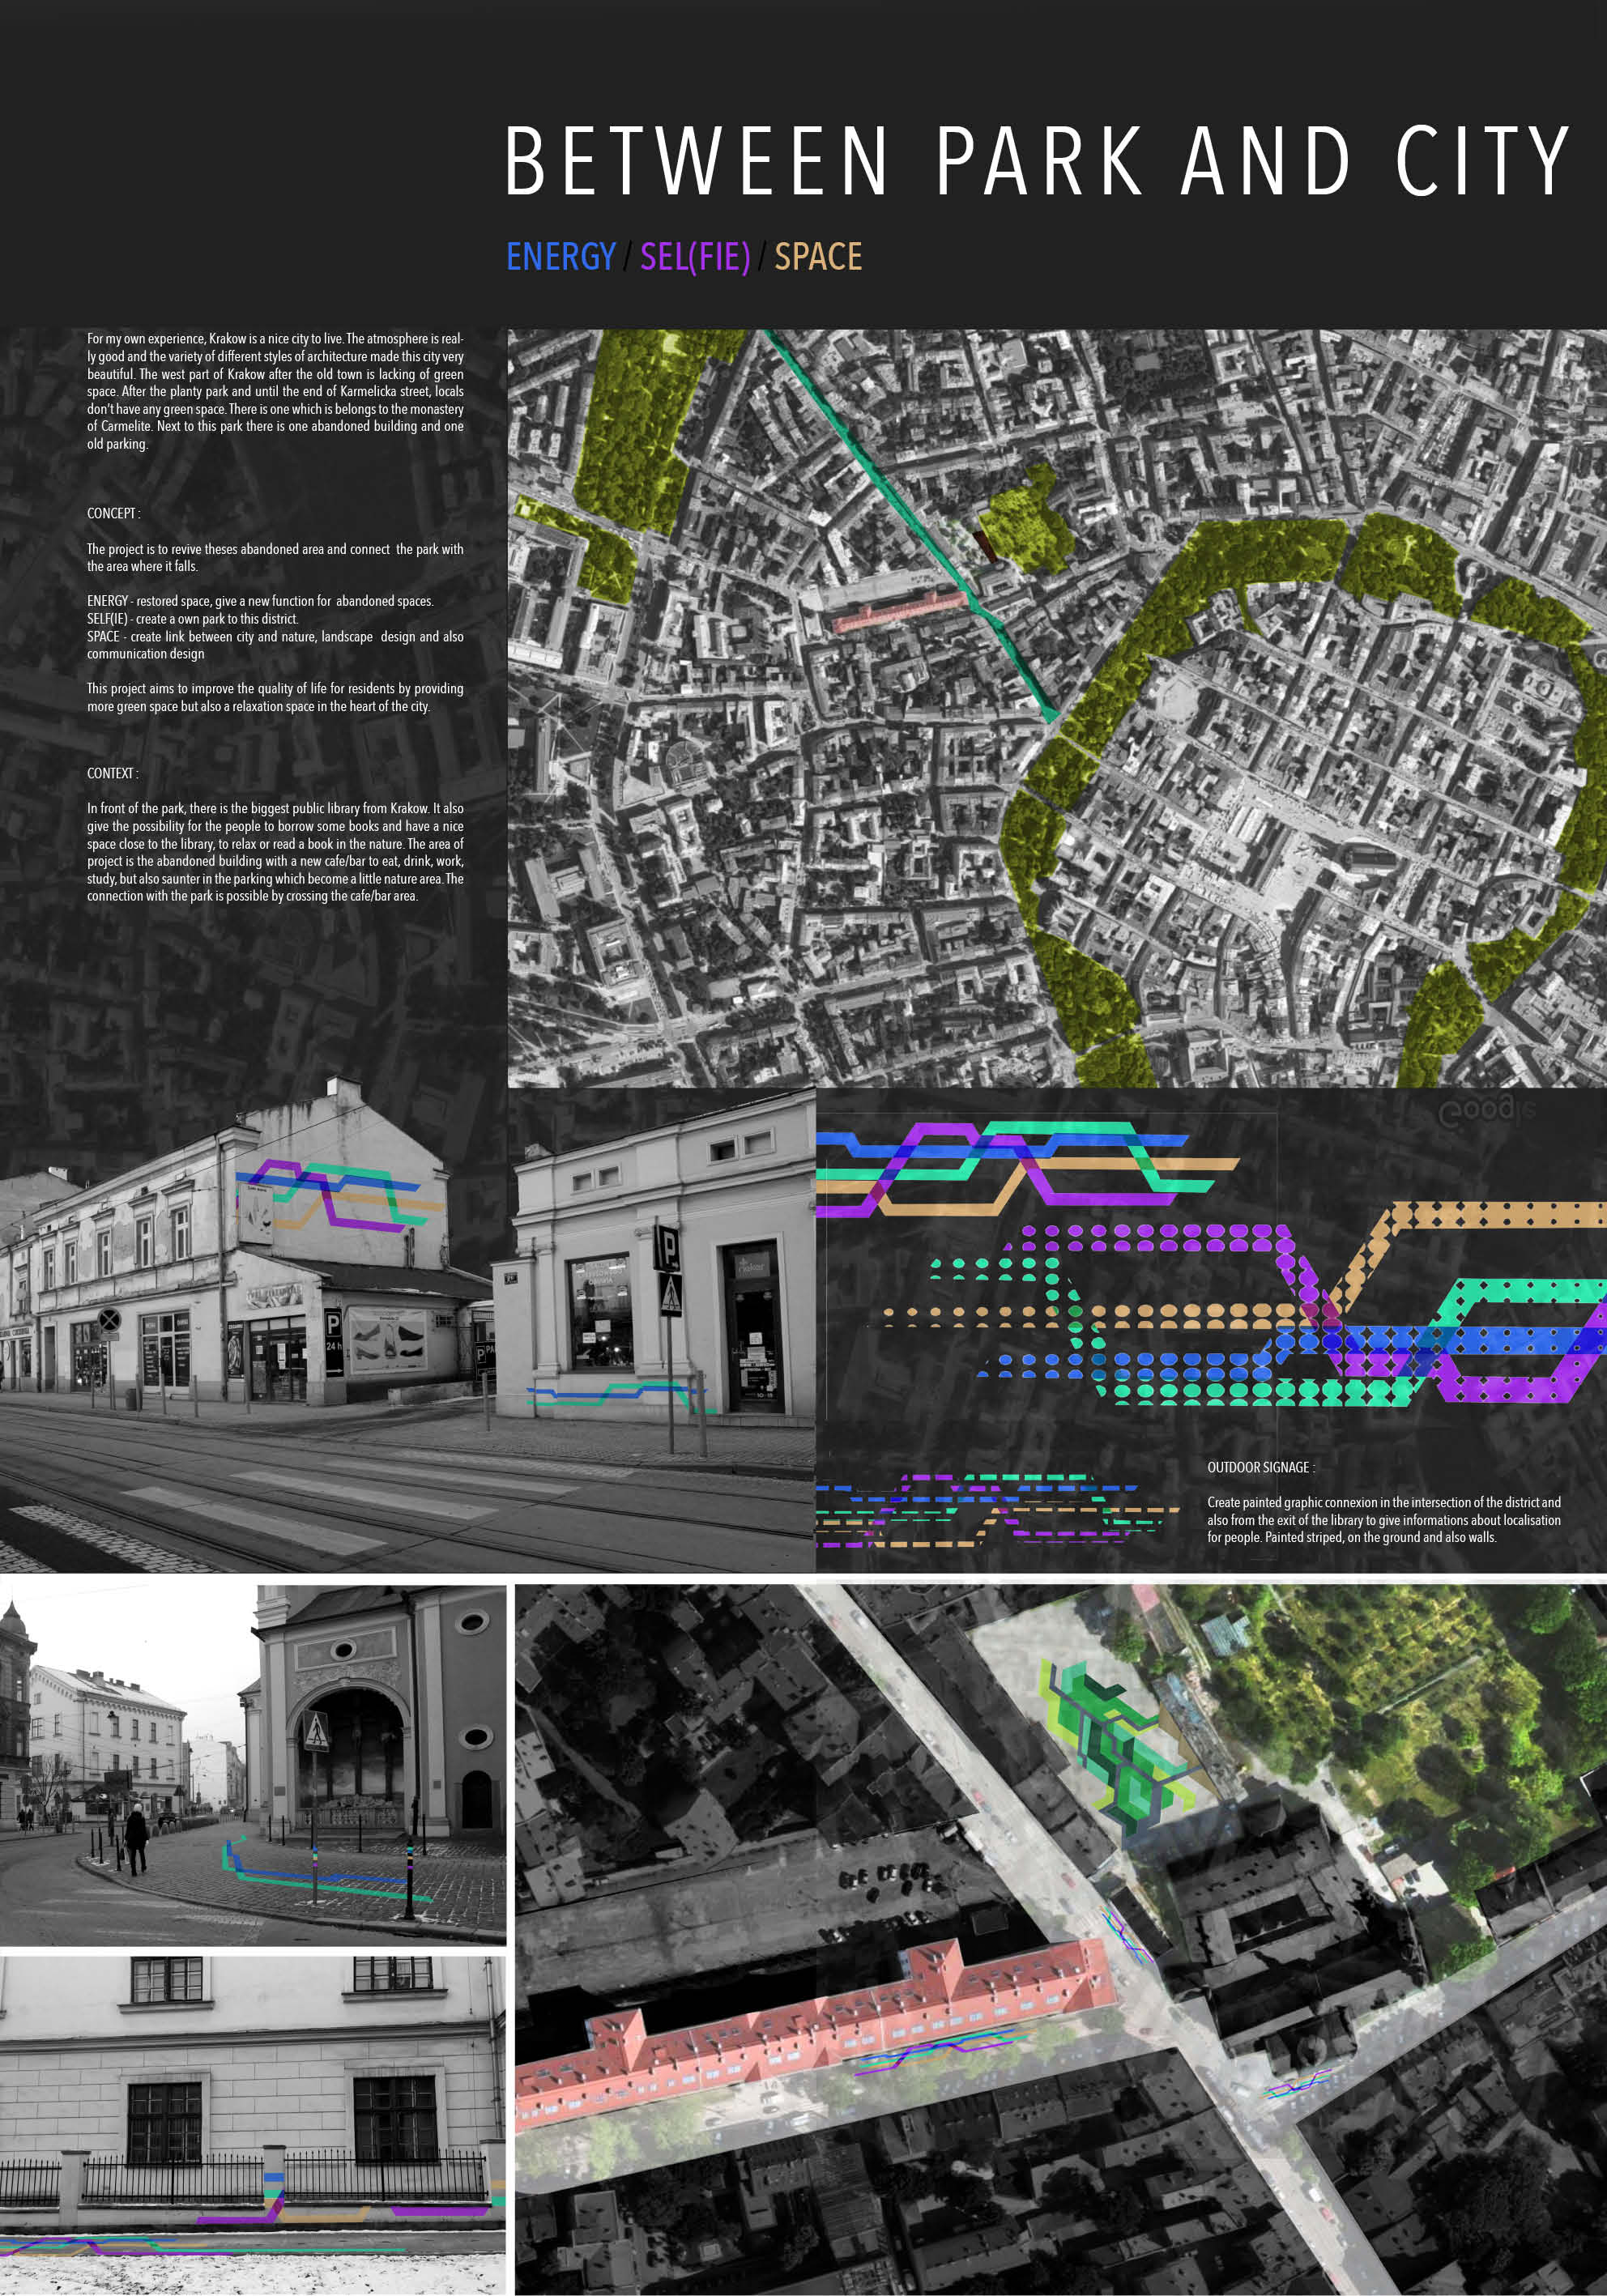 BETWEEN PARK AND CITY
ENERGY / SEL(FIE) / SPACE
For my own experience, Krakow is a nice city to live. The atmosphere is real-
ly good and the variety of different styles of architecture made this city very
beautiful. The west part of Krakow after the old town is lacking of green
space. After the planty park and until the end of Karmelicka street, locals
don't have any green space. There is one which is belongs to the monastery
of Carmelite. Next to this park there is one abandoned building and one
old parking.
CONCEPT :
The project is to revive theses abandoned area and connect the park with
the area where it falls.
ENERGY - restored space, give a new function for abandoned spaces.
SELF(IE) - create a own park to this district.
SPACE - create link between city and nature, landscape design and also
communication design
This project aims to improve the quality of life for residents by providing
more green space but also a relaxation space in the heart of the city.
CONTEXT :
In front of the park, there is the biggest public library from Krakow. It also
give the possibility for the people to borrow some books and have a nice
space close to the library, to relax or read a book in the nature. The area of
project is the abandoned building with a new cafe/bar to eat, drink, work,
study, but also saunter in the parking which become a little nature area. The
connection with the park is possible by crossing the cafe/bar area.
Google
P
24 h
P
P
rieker
OUTDOOR SIGNAGE :
Create painted graphic connexion in the intersection of the district and
also from the exit of the library to give informations about localisation
for people. Painted striped, on the ground and also walls.